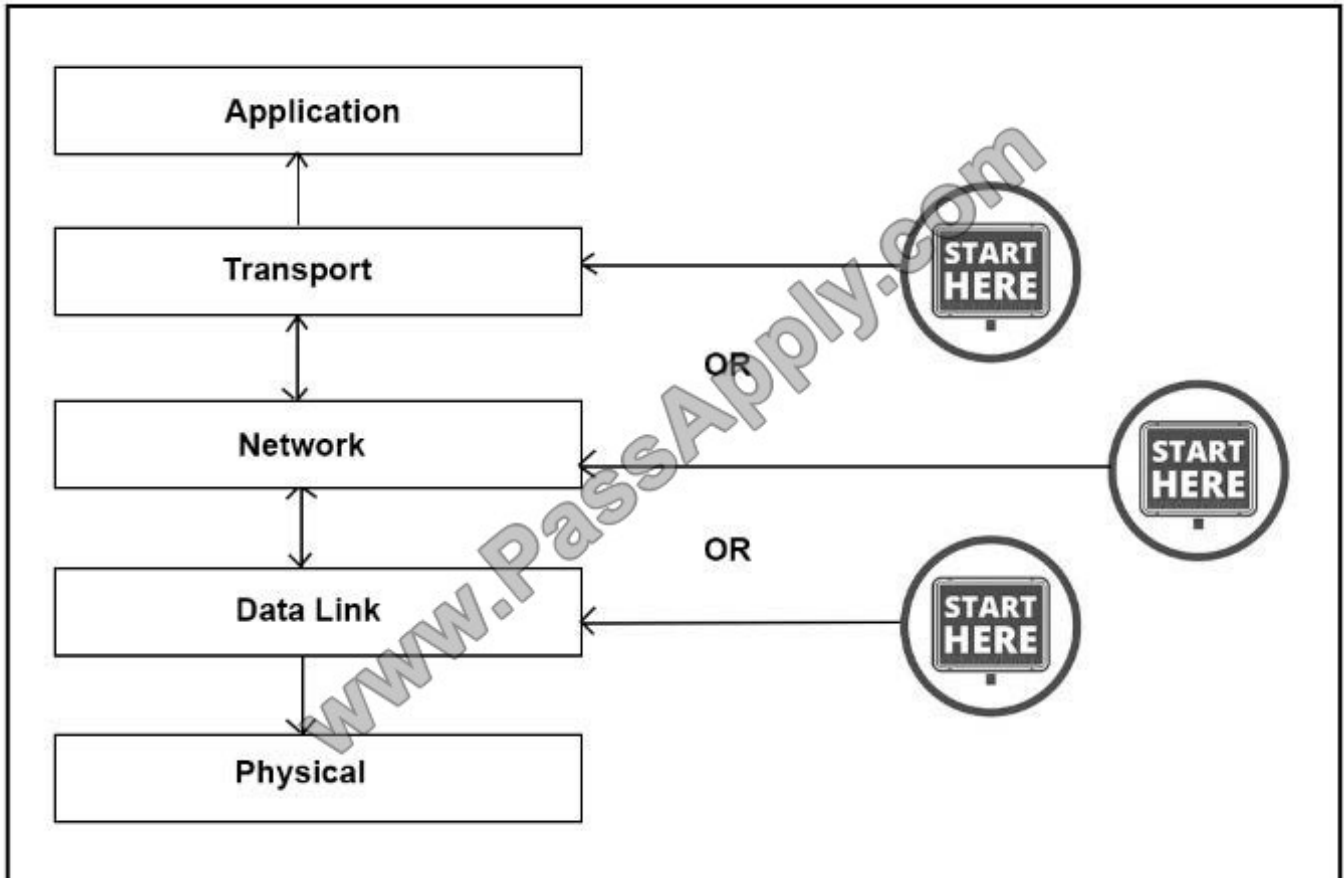 Application
Transport
START
HERE
OR
Network
START
HERE
OR
Data Link
START
HERE
Physical
www.PassApply.com